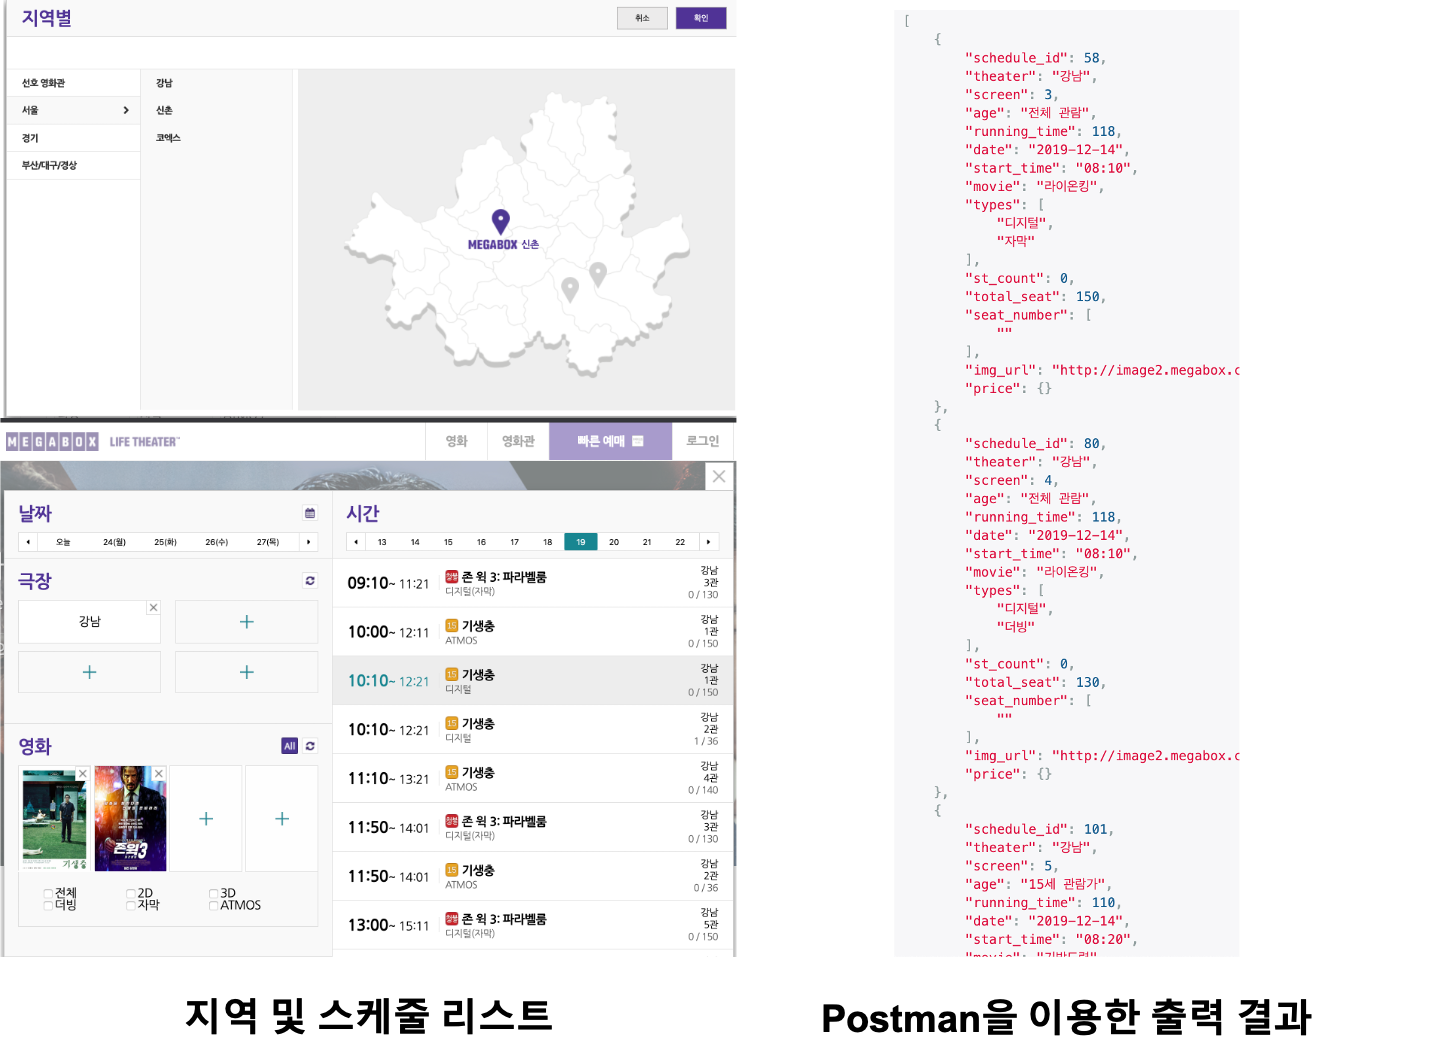 지역별
취소
확인
선호 영화관
서울
경기
부산/대구/경상
강남
신촌
코엑스
MEGABOX 신촌
MEGABOX LIFE THEATER
영화
영화관
빠른 예매
로그인
날짜
오늘 24(월) 25(화) 26(수) 27(목)
극장
강남
영화
All
기생충
존윅3
전체 2D 3D
더빙 자막 ATMOS
시간
13 14 15 16 17 18 19 20 21 22
09:10~ 11:21 청불 존 윅 3: 파라벨룸 강남
디지털(자막) 3관
0 / 130
10:00~ 12:11 15 기생충 강남
ATMOS 1관
0 / 150
10:10~ 12:21 15 기생충 강남
디지털 1관
0 / 150
10:10~ 12:21 15 기생충 강남
디지털 2관
1 / 36
11:10~ 13:21 15 기생충 강남
ATMOS 4관
0 / 140
11:50~ 14:01 청불 존 윅 3: 파라벨룸 강남
디지털(자막) 3관
0 / 130
11:50~ 14:01 15 기생충 강남
ATMOS 2관
0 / 36
13:00~ 15:11 청불 존 윅 3: 파라벨룸 강남
디지털(자막) 5관
0 / 150
지역 및 스케줄 리스트
[
{
"schedule_id": 58,
"theater": "강남",
"screen": 3,
"age": "전체 관람",
"running_time": 118,
"date": "2019-12-14",
"start_time": "08:10",
"movie": "라이온킹",
"types": [
"디지털",
"자막"
],
"st_count": 0,
"total_seat": 150,
"seat_number": [
""
],
"img_url": "http://image2.megabox.c
"price": {}
},
{
"schedule_id": 80,
"theater": "강남",
"screen": 4,
"age": "전체 관람",
"running_time": 118,
"date": "2019-12-14",
"start_time": "08:10",
"movie": "라이온킹",
"types": [
"디지털",
"더빙"
],
"st_count": 0,
"total_seat": 130,
"seat_number": [
""
],
"img_url": "http://image2.megabox.c
"price": {}
},
{
"schedule_id": 101,
"theater": "강남",
"screen": 5,
"age": "15세 관람가",
"running_time": 110,
"date": "2019-12-14",
"start_time": "08:20",
Postman을 이용한 출력 결과